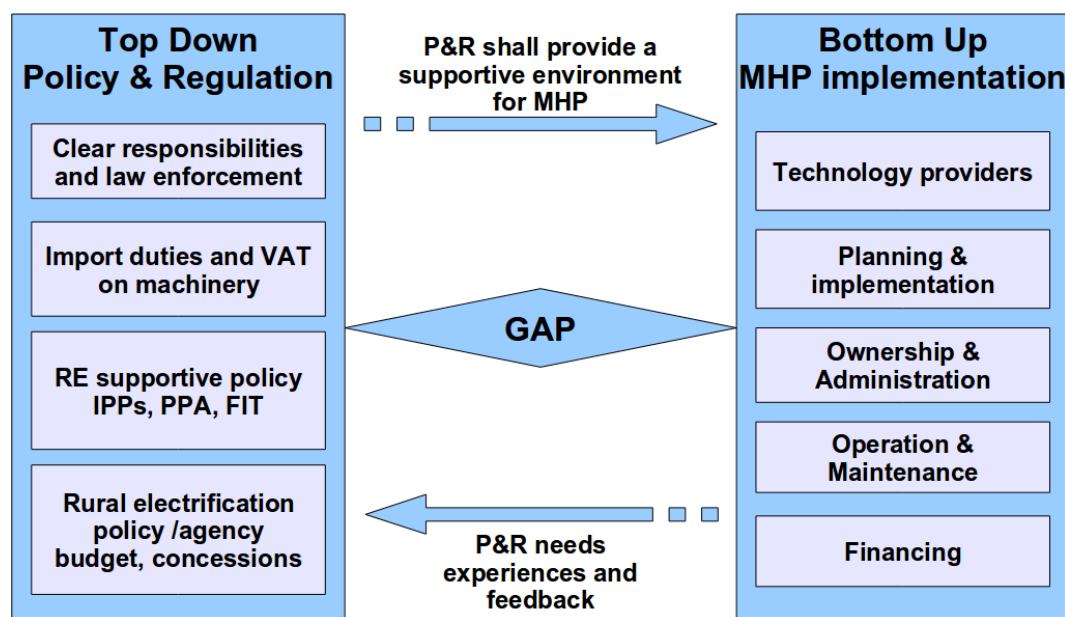 Top Down
Policy & Regulation
Clear responsibilities
and law enforcement
Import duties and VAT
on machinery
RE supportive policy
IPPs, PPA, FIT
Rural electrification
policy /agency
budget, concessions
P&R shall provide a
supportive environment
for MHP
GAP
P&R needs
experiences and
feedback
Bottom Up
MHP implementation
Technology providers
Planning &
implementation
Ownership &
Administration
Operation &
Maintenance
Financing